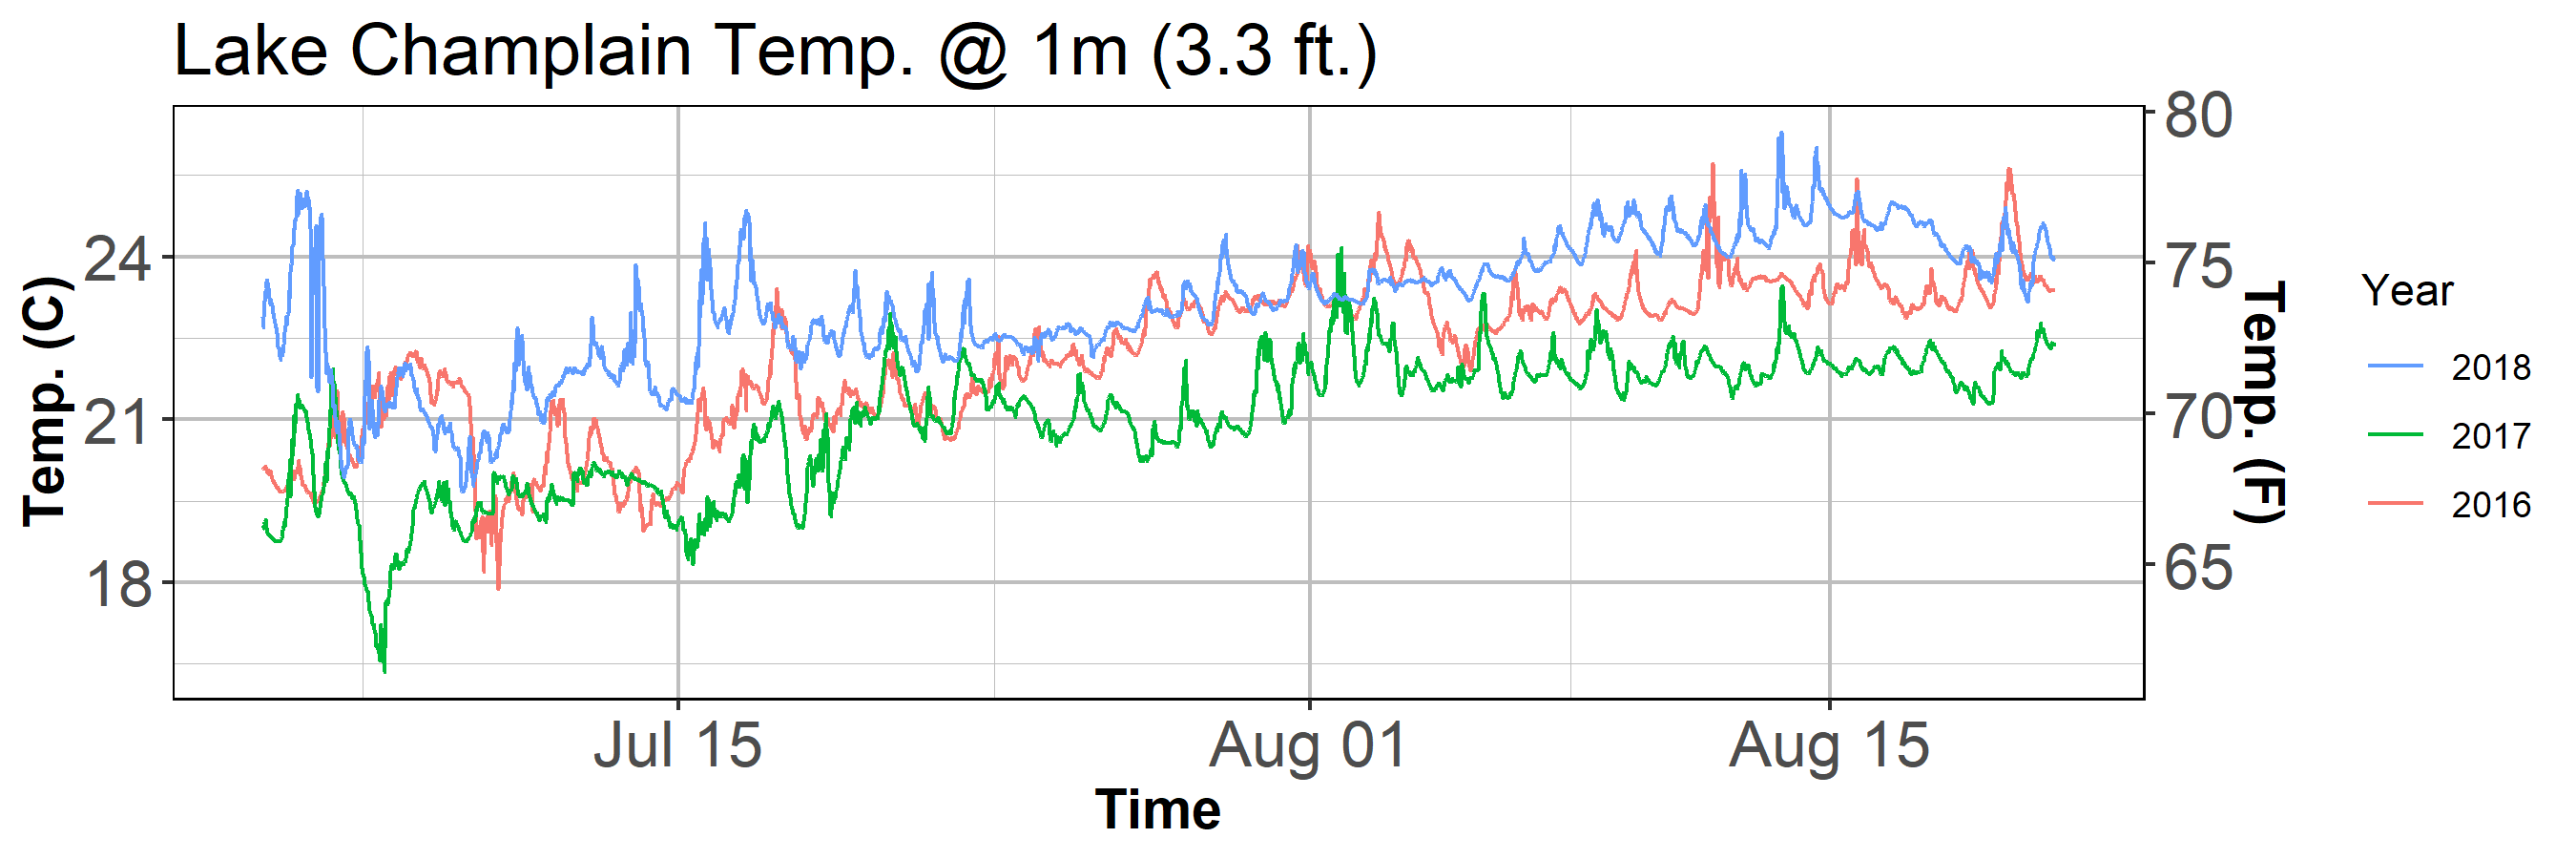 Lake Champlain Temp. @ 1m (3.3 ft.)
Temp. (C)
24
21
18
80
75
70
65
Temp. (F)
Jul 15
Aug 01
Aug 15
Time
Year
2018
2017
2016